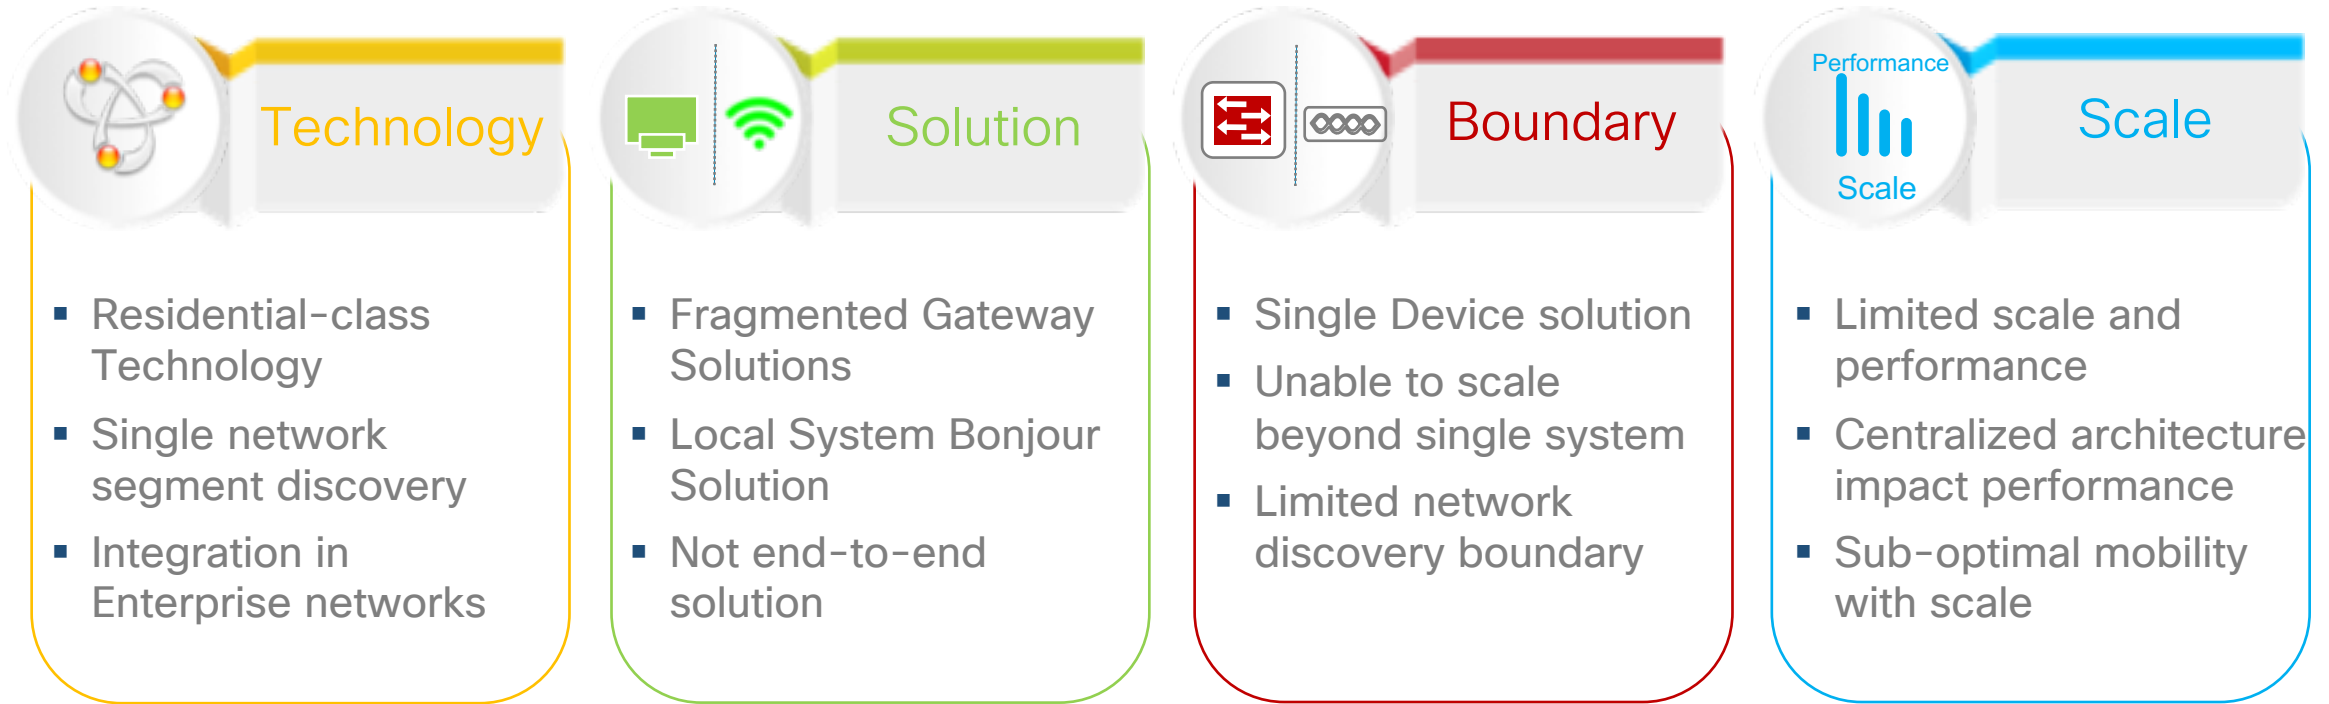 Technology
▪ Residential-class
Technology
▪ Single network
segment discovery
▪ Integration in
Enterprise networks
Solution
▪ Fragmented Gateway
Solutions
▪ Local System Bonjour
Solution
▪ Not end-to-end
solution
Boundary
▪ Single Device solution
▪ Unable to scale
beyond single system
▪ Limited network
discovery boundary
Performance
Scale
Scale
▪ Limited scale and
performance
▪ Centralized architecture
impact performance
▪ Sub-optimal mobility
with scale